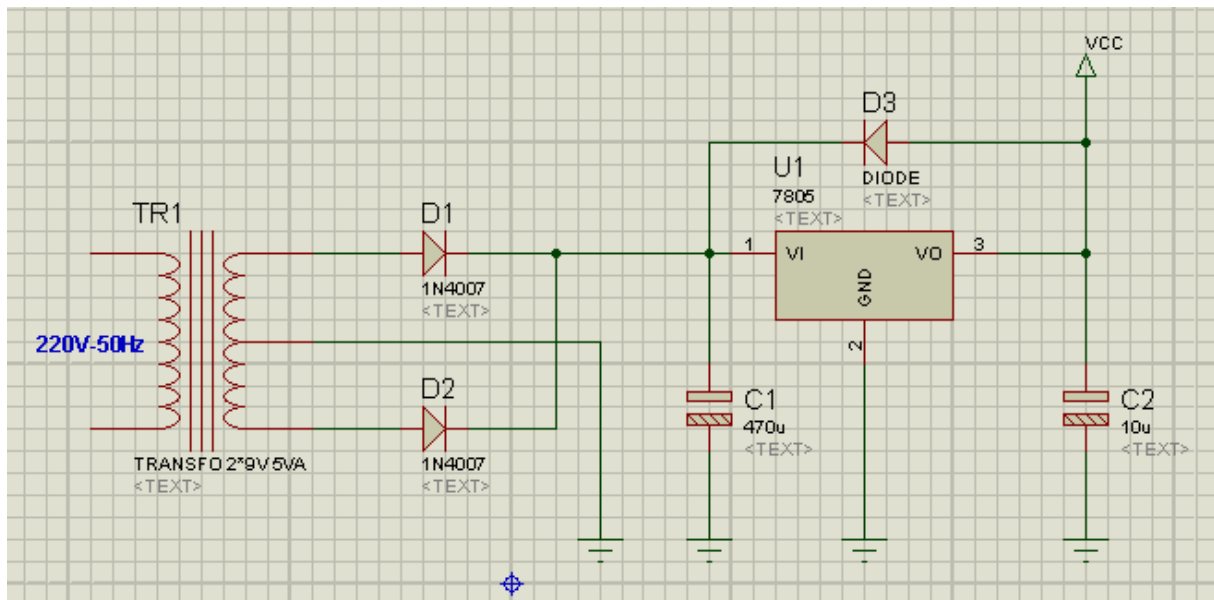 VCC
D3
DIODE
<TEXT>
U1
7805
<TEXT>
TR1
D1
1 VI VO 3
GND
2
1N4007
<TEXT>
220V-50Hz
D2
C1
470u
<TEXT>
C2
10u
<TEXT>
TRANSFO 2*9V 5VA
<TEXT>
1N4007
<TEXT>